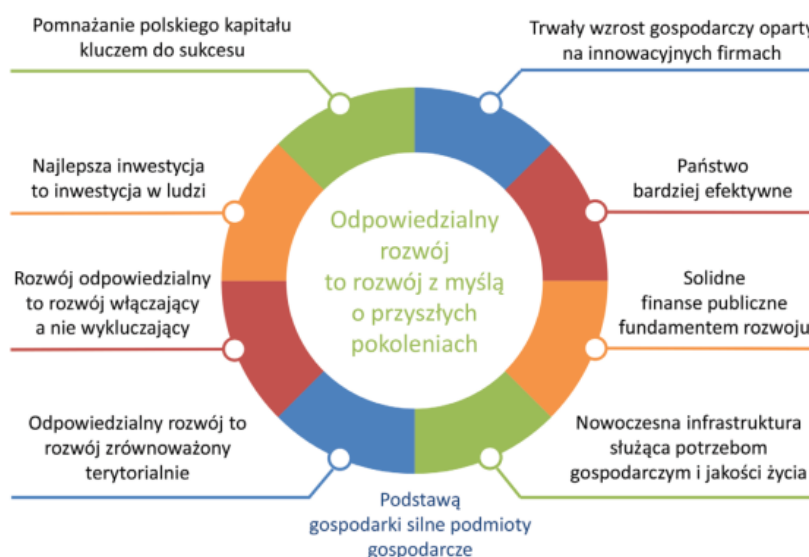 Pomnażanie polskiego kapitału
kluczem do sukcesu
Trwały wzrost gospodarczy oparty
na innowacyjnych firmach
Najlepsza inwestycja
to inwestycja w ludzi
Państwo
bardziej efektywne
Odpowiedzialny
rozwój
to rozwój z myślą
o przyszłych
pokoleniach
Rozwój odpowiedzialny
to rozwój włączający
a nie wykluczający
Solidne
finanse publiczne
fundamentem rozwoju
Odpowiedzialny rozwój to
rozwój zrównoważony
terytorialnie
Nowoczesna infrastruktura
służąca potrzebom
gospodarczym i jakości życia
Podstawą
gospodarki silne podmioty
gospodarcze